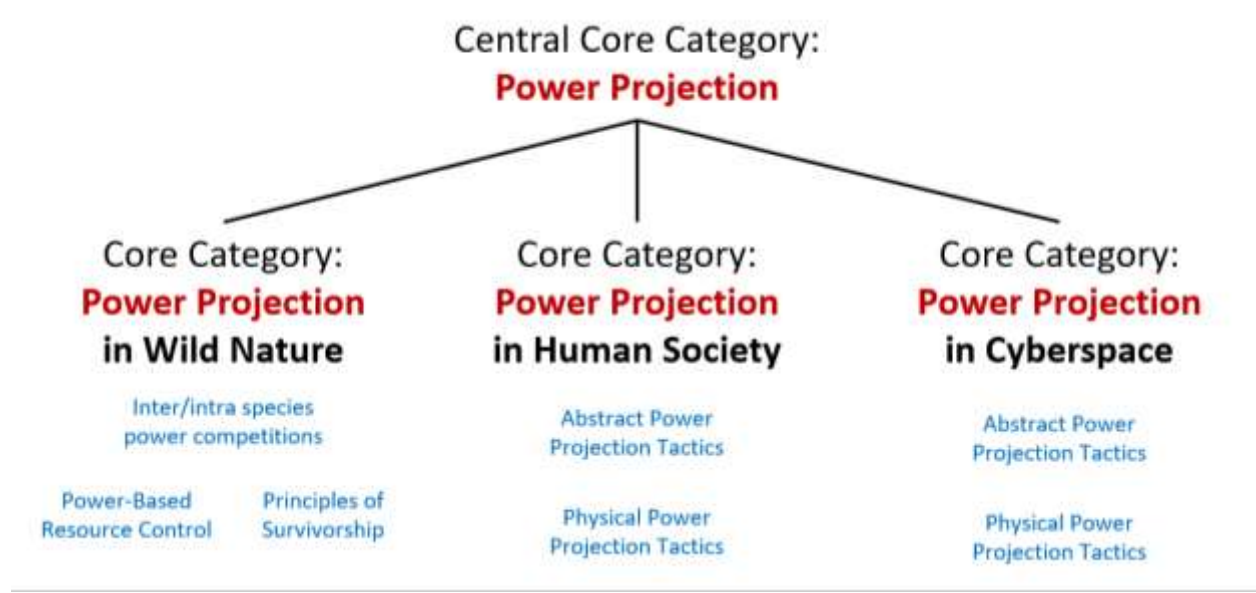 Central Core Category:
Power Projection
Core Category:
Power Projection
in Wild Nature
Inter/intra species
power competitions
Power-Based
Resource Control
Principles of
Survivorship
Core Category:
Power Projection
in Human Society
Abstract Power
Projection Tactics
Physical Power
Projection Tactics
Core Category:
Power Projection
in Cyberspace
Abstract Power
Projection Tactics
Physical Power
Projection Tactics